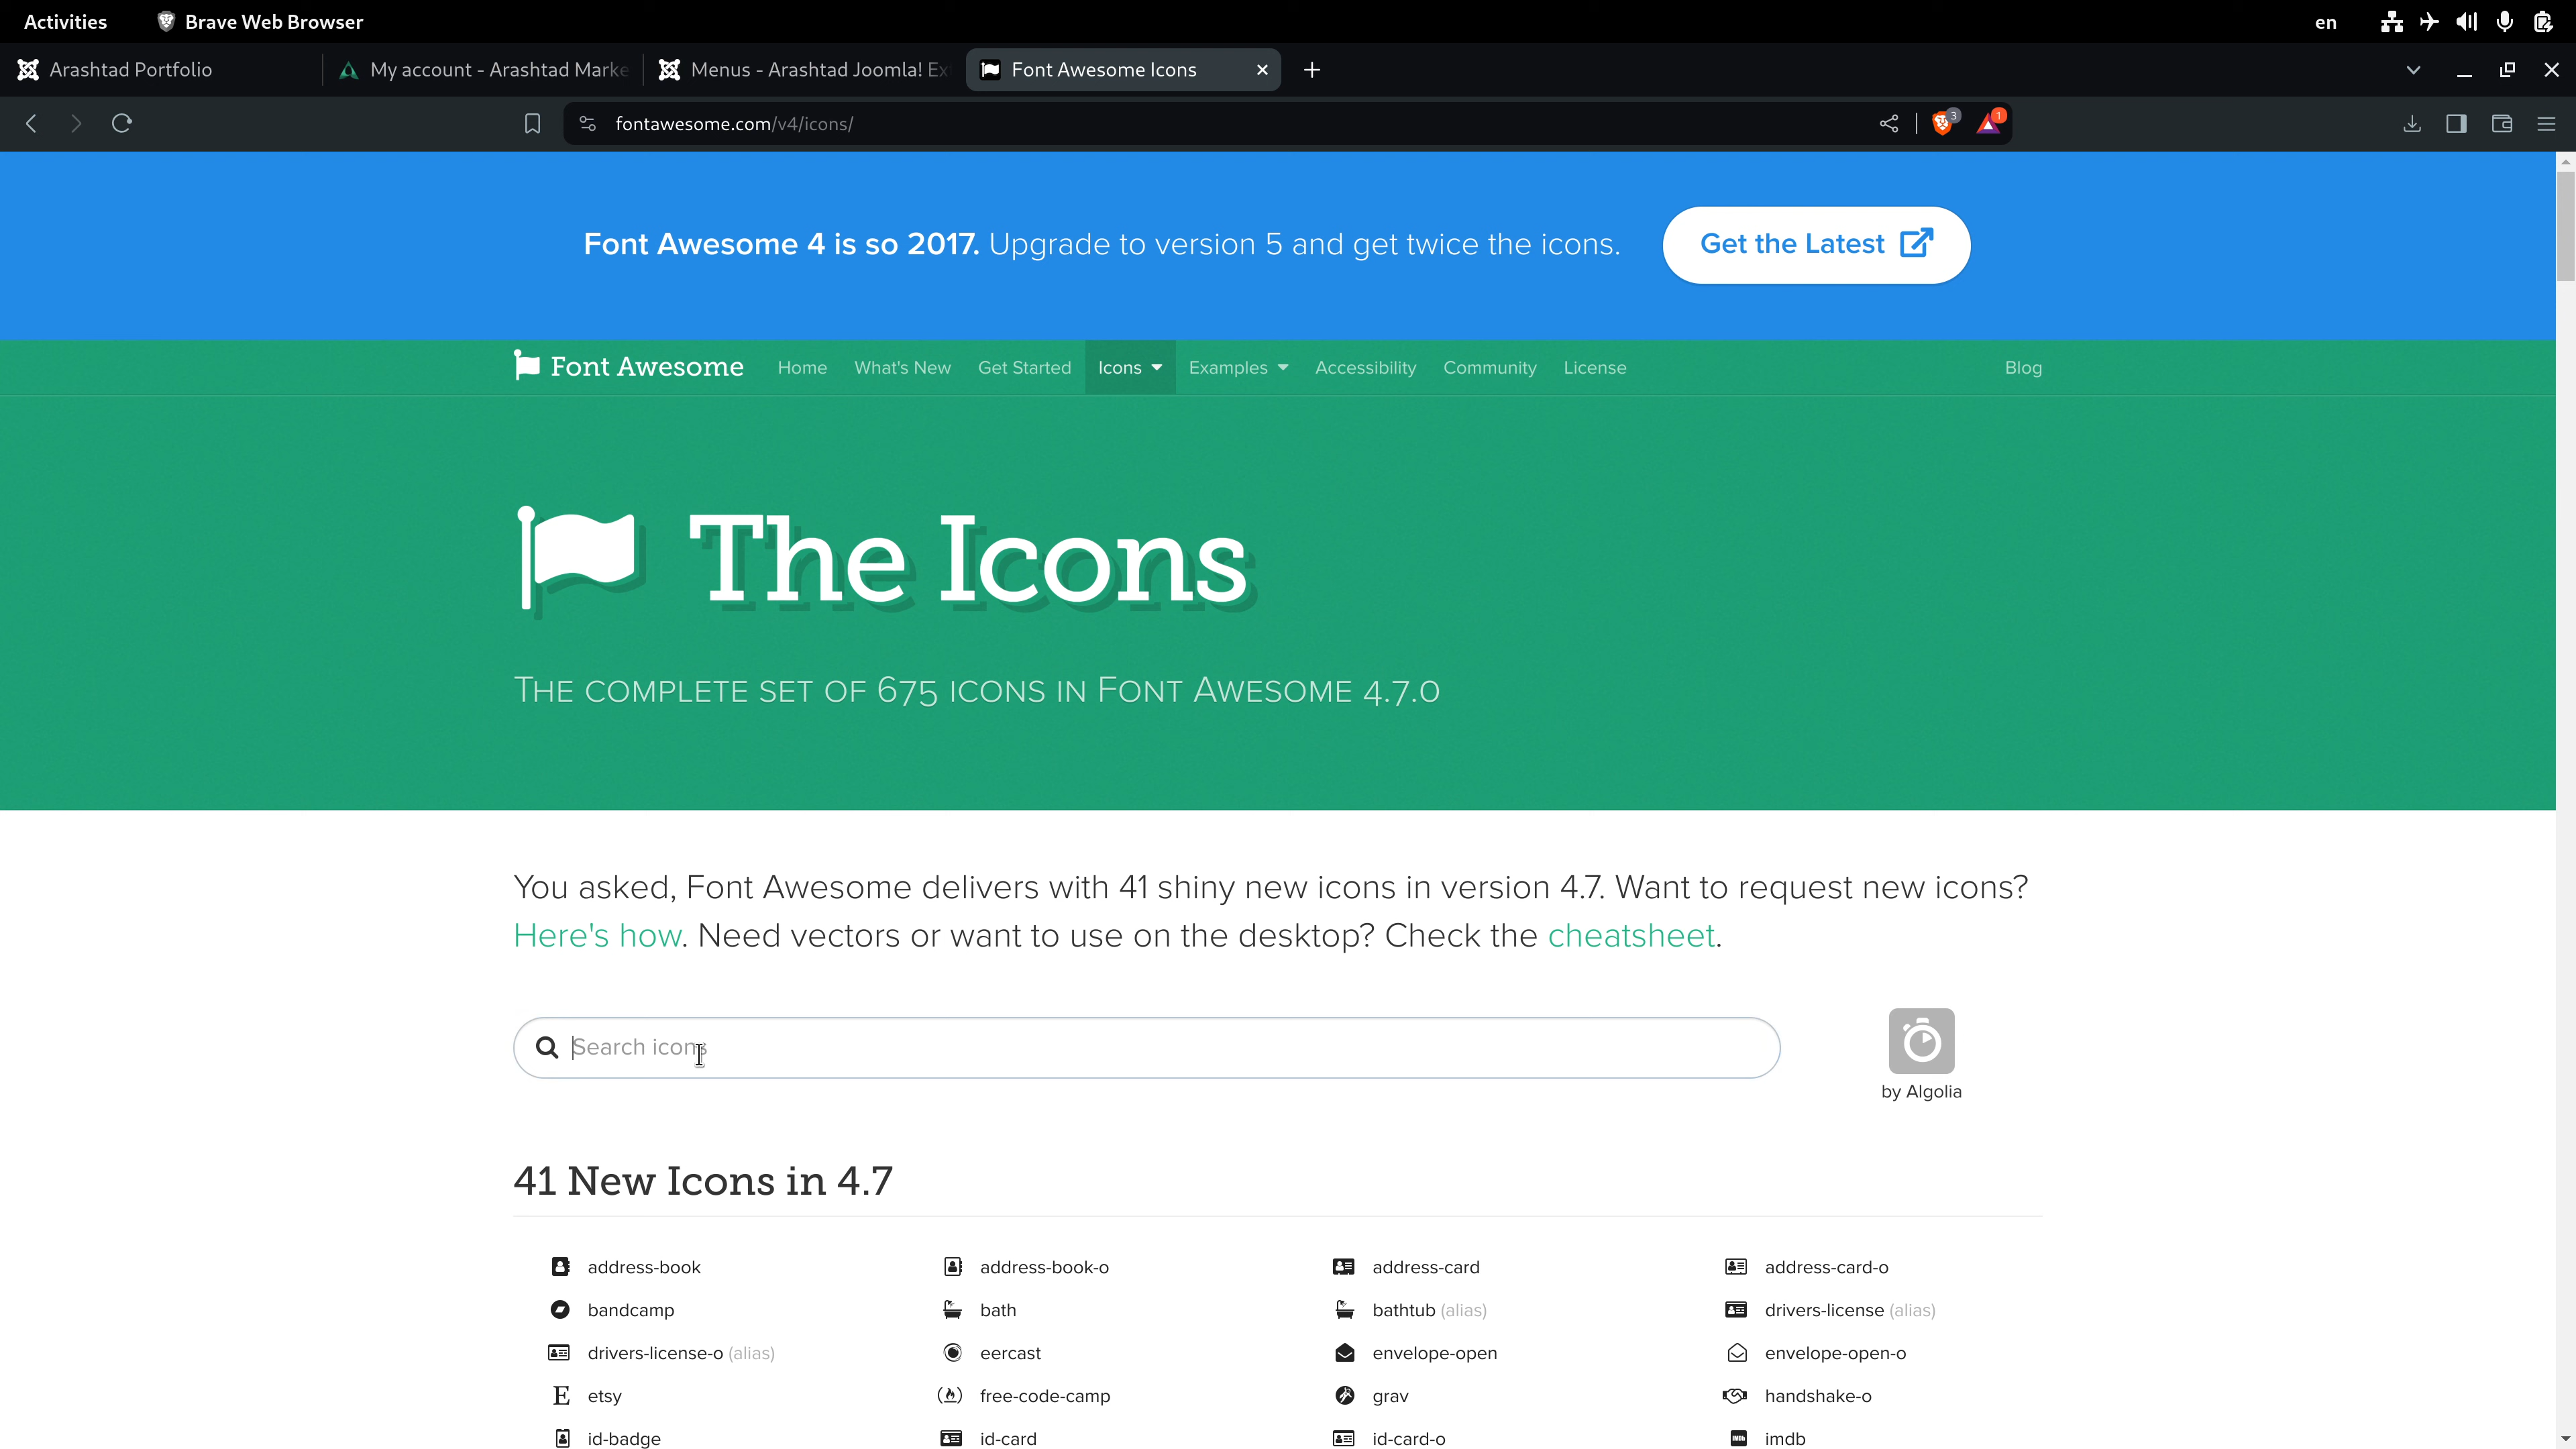 Activities Brave Web Browser en
Arashtad Portfolio My account - Arashtad Marke Menus - Arashtad Joomla! Ex Font Awesome Icons
fontawesome.com/v4/icons/ 3 1
Font Awesome 4 is so 2017. Upgrade to version 5 and get twice the icons. Get the Latest
Font Awesome Home What's New Get Started Icons Examples Accessibility Community License Blog
The Icons
The complete set of 675 icons in Font Awesome 4.7.0
You asked, Font Awesome delivers with 41 shiny new icons in version 4.7. Want to request new icons?
Here's how. Need vectors or want to use on the desktop? Check the cheatsheet.
Search icons
by Algolia
41 New Icons in 4.7
address-book address-book-o address-card address-card-o
bandcamp bath bathtub (alias) drivers-license (alias)
drivers-license-o (alias) eercast envelope-open envelope-open-o
etsy free-code-camp grav handshake-o
id-badge id-card id-card-o imdb